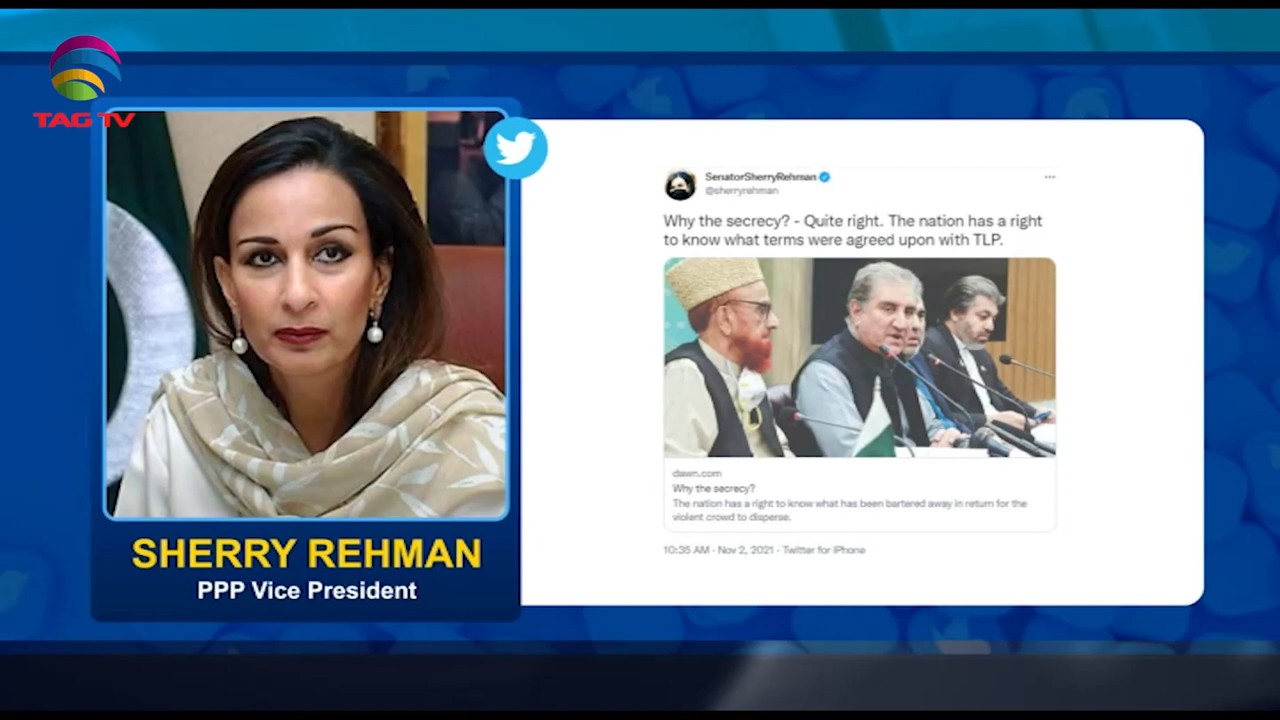 TAG TV
SHERRY REHMAN
PPP Vice President
SenatorSherryRehman
@sherryrehman
Why the secrecy? - Quite right. The nation has a right
to know what terms were agreed upon with TLP.
dawn.com
Why the secrecy?
The nation has a right to know what has been bartered away in return for the
violent crowd to disperse.
10:35 AM · Nov 2, 2021 · Twitter for iPhone